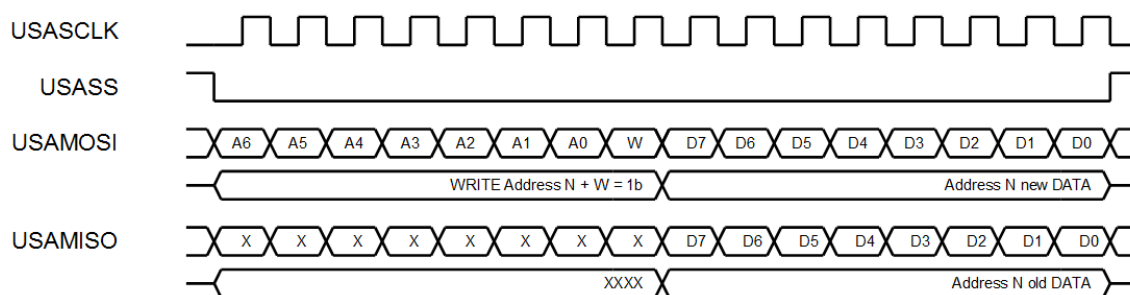 USASCLK
USASS
USAMOSI A6 A5 A4 A3 A2 A1 A0 W D7 D6 D5 D4 D3 D2 D1 D0
WRITE Address N + W = 1b Address N new DATA
USAMISO X X X X X X X X D7 D6 D5 D4 D3 D2 D1 D0
XXXX Address N old DATA